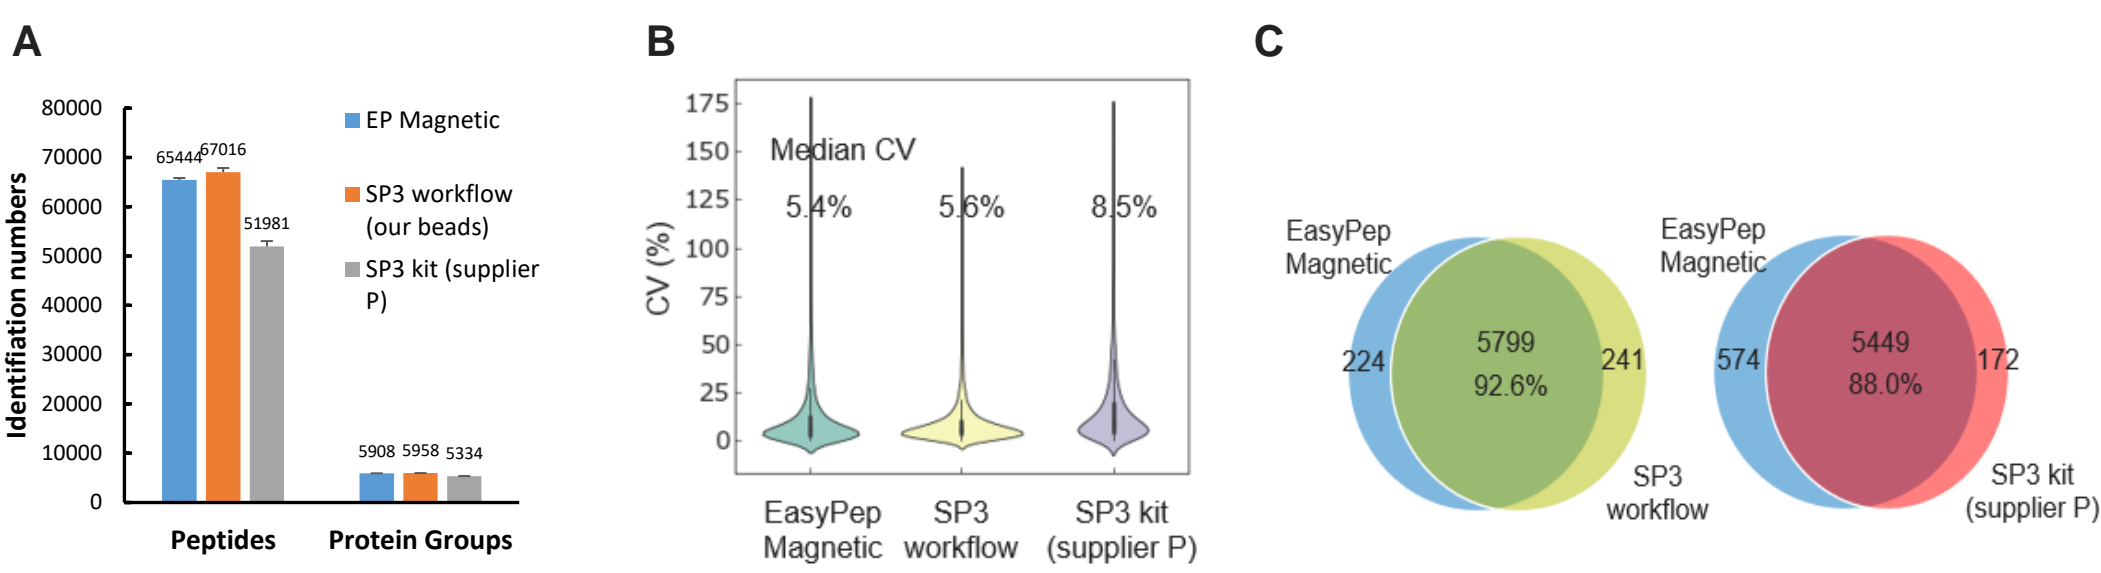 A
Identifiation numbers
80000
70000
60000
50000
40000
30000
20000
10000
0
65444
67016
51981
5908
5958
5334
Peptides
Protein Groups
EP Magnetic
SP3 workflow
(our beads)
SP3 kit (supplier
P)
B
CV (%)
175
150
125
100
75
50
25
0
Median CV
5.4%
5.6%
8.5%
EasyPep
Magnetic
SP3
workflow
SP3 kit
(supplier P)
C
EasyPep
Magnetic
224
5799
92.6%
241
SP3
workflow
EasyPep
Magnetic
574
5449
88.0%
172
SP3 kit
(supplier P)